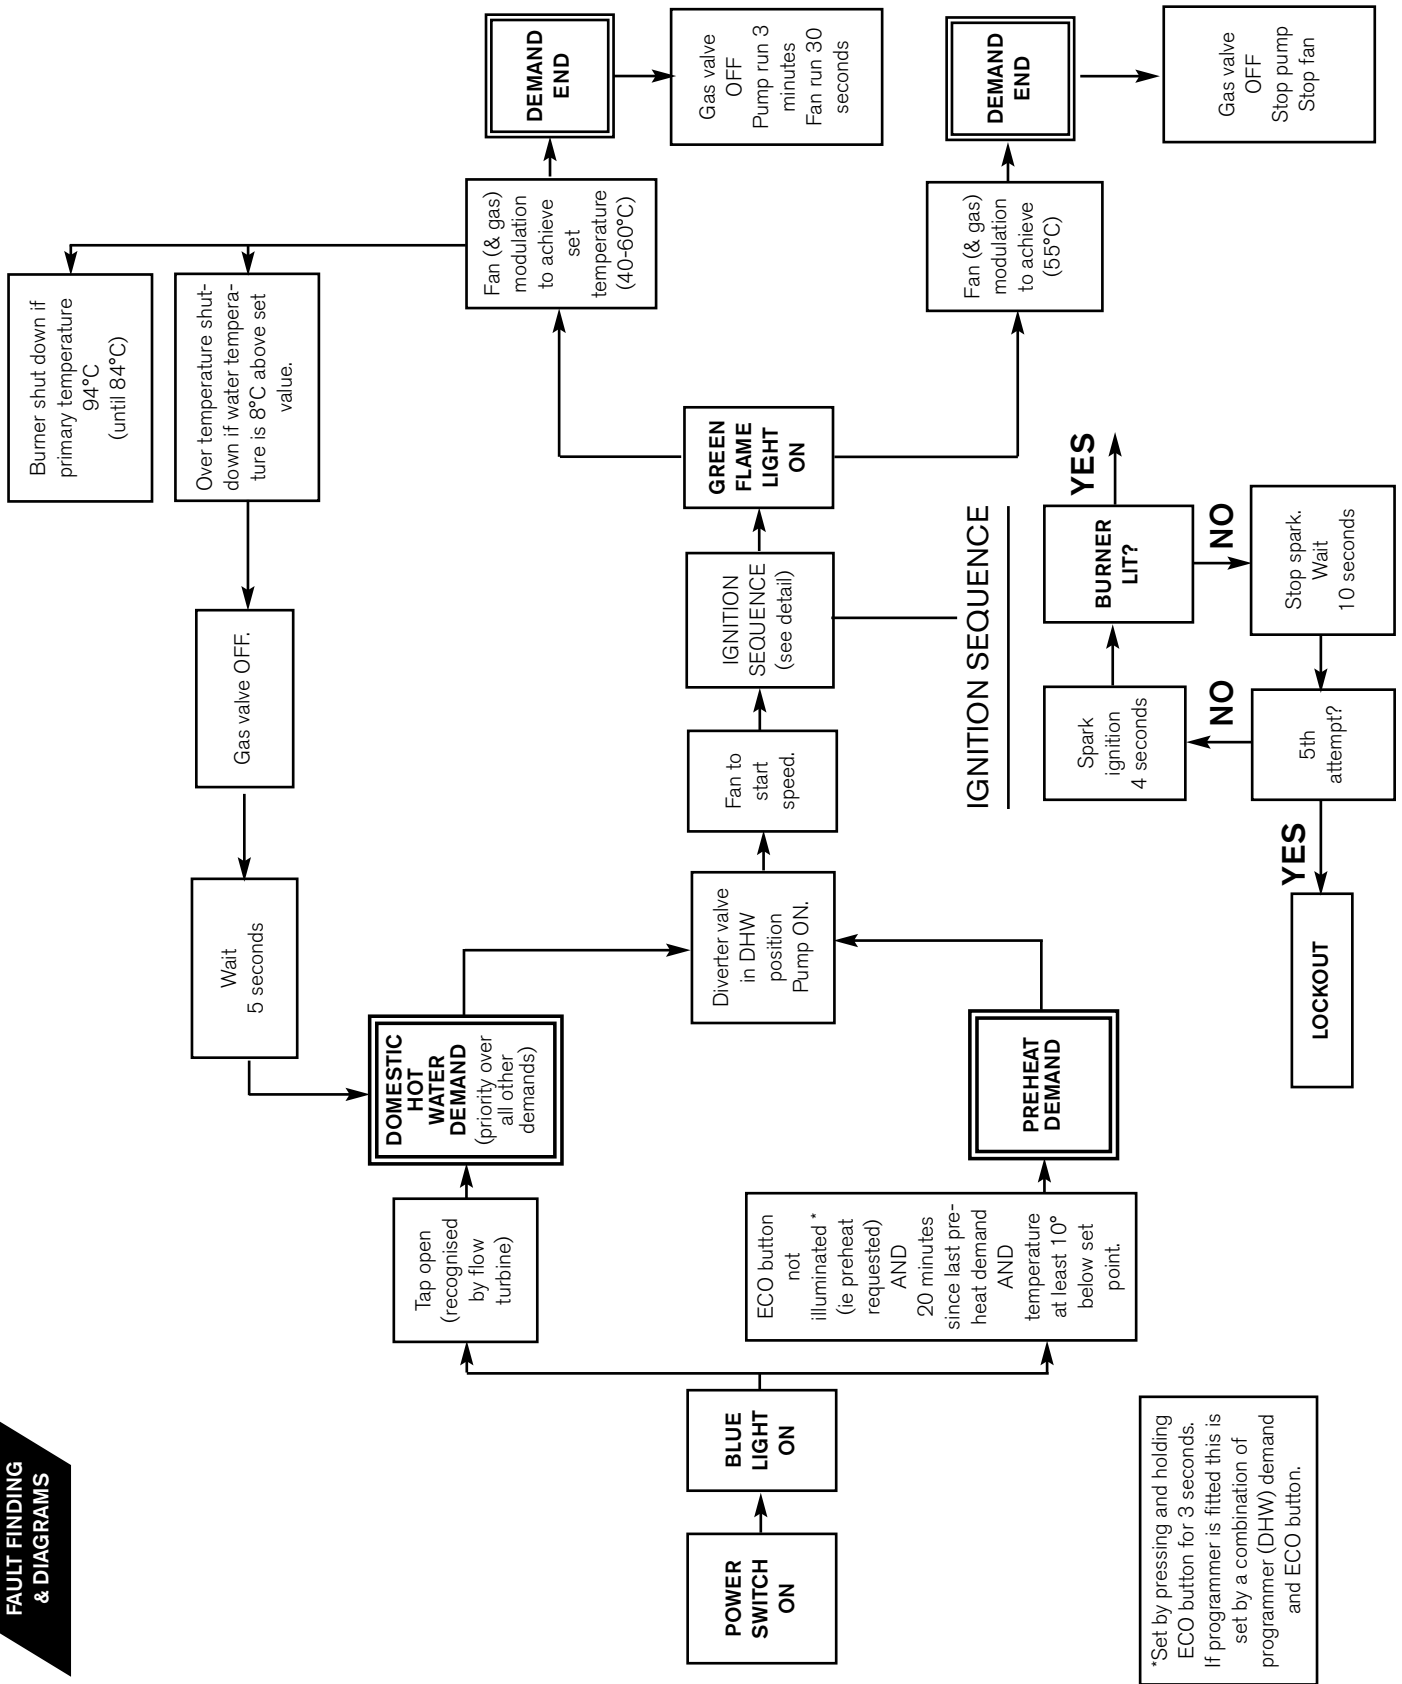 FAULT FINDING
& DIAGRAMS
POWER
SWITCH
ON
BLUE
LIGHT
ON
Tap open
(recognised
by flow
turbine)
DOMESTIC
HOT
WATER
DEMAND
(priority over
all other
demands)
Wait
5 seconds
Gas valve OFF.
Over temperature shut-
down if water tempera-
ture is 8°C above set
value.
Burner shut down if
primary temperature
94°C
(until 84°C)
ECO button
not
illuminated *
(ie preheat
requested)
AND
20 minutes
since last pre-
heat demand
AND
temperature
at least 10°
below set
point.
PREHEAT
DEMAND
Diverter valve
in DHW
position
Pump ON.
Fan to
start
speed.
IGNITION
SEQUENCE
(see detail)
GREEN
FLAME
LIGHT
ON
Fan (& gas)
modulation
to achieve
set
temperature
(40-60°C)
DEMAND
END
Gas valve
OFF
Pump run 3
minutes
Fan run 30
seconds
Fan (& gas)
modulation
to achieve
(55°C)
DEMAND
END
Gas valve
OFF
Stop pump
Stop fan
IGNITION SEQUENCE
Spark
ignition
4 seconds
BURNER
LIT?
YES
NO
Stop spark.
Wait
10 seconds
5th
attempt?
NO
YES
LOCKOUT
*Set by pressing and holding
ECO button for 3 seconds.
If programmer is fitted this is
set by a combination of
programmer (DHW) demand
and ECO button.